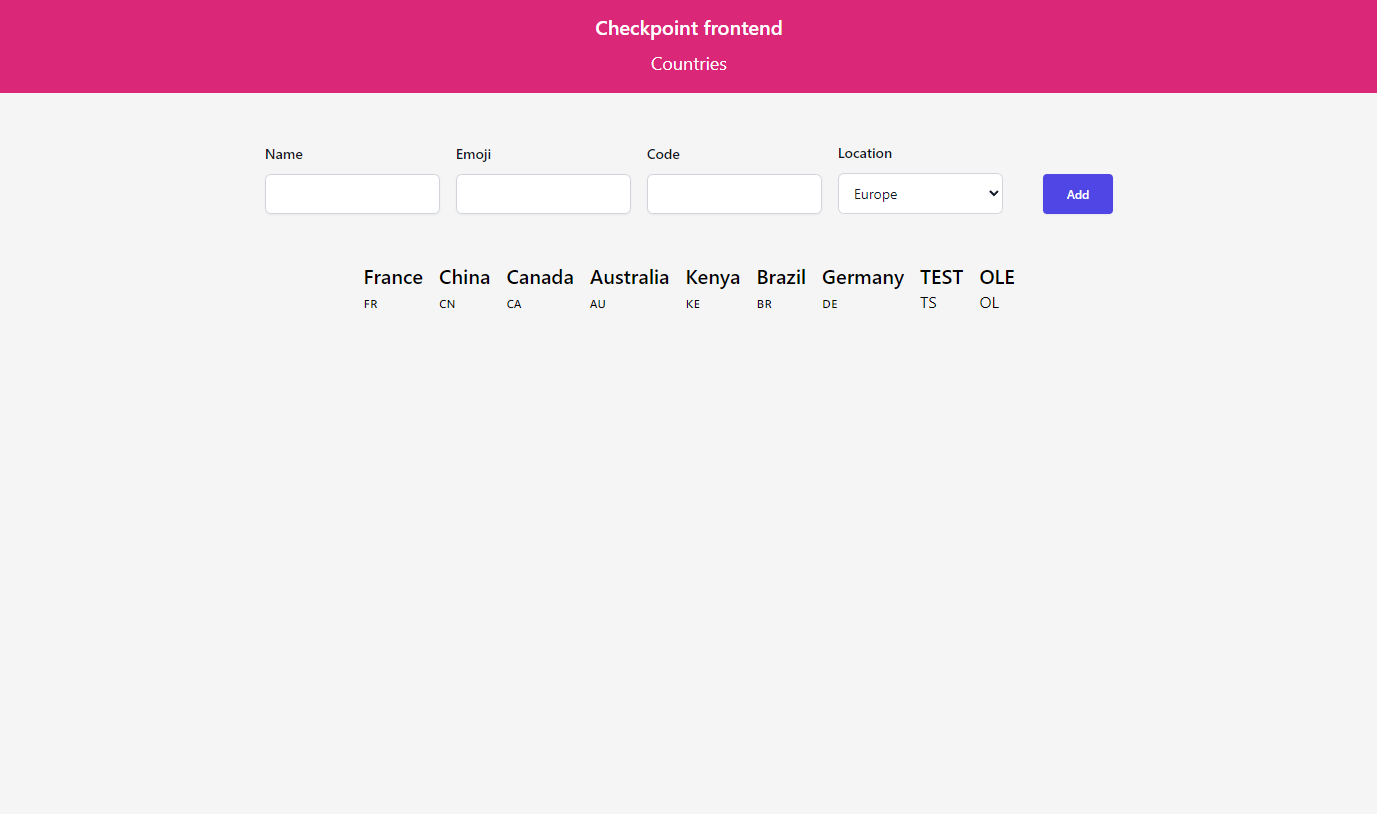 Checkpoint frontend
Countries
Name Emoji Code Location
Europe Add
France China Canada Australia Kenya Brazil Germany TEST OLE
FR CN CA AU KE BR DE TS OL